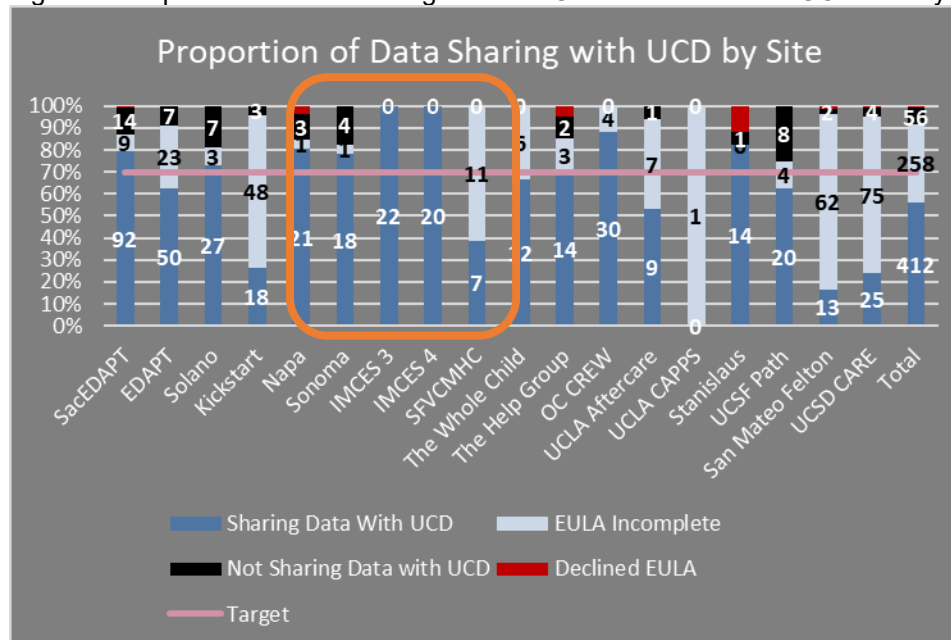 Proportion of Data Sharing with UCD by Site
100%
90%
80%
70%
60%
50%
40%
30%
20%
10%
0%
14 7 7 3 3 4 0 0 0 0 2 0 1 0 1 8 2 4 56
9 23 3 48 1 1 11 3 4 7 1 4 62 75 258
92 50 27 18 21 18 22 20 7 14 30 9 0 14 20 13 25 412
SacEDAPT
EDAPT
Solano
Kickstart
Napa
Sonoma
IMCES 3
IMCES 4
SFVCMHC
The Whole Child
The Help Group
OC CREW
UCLA Aftercare
UCLA CAPPS
Stanislaus
UCSF Path
San Mateo Felton
UCSD CARE
Total
Sharing Data With UCD
EULA Incomplete
Not Sharing Data with UCD
Declined EULA
Target